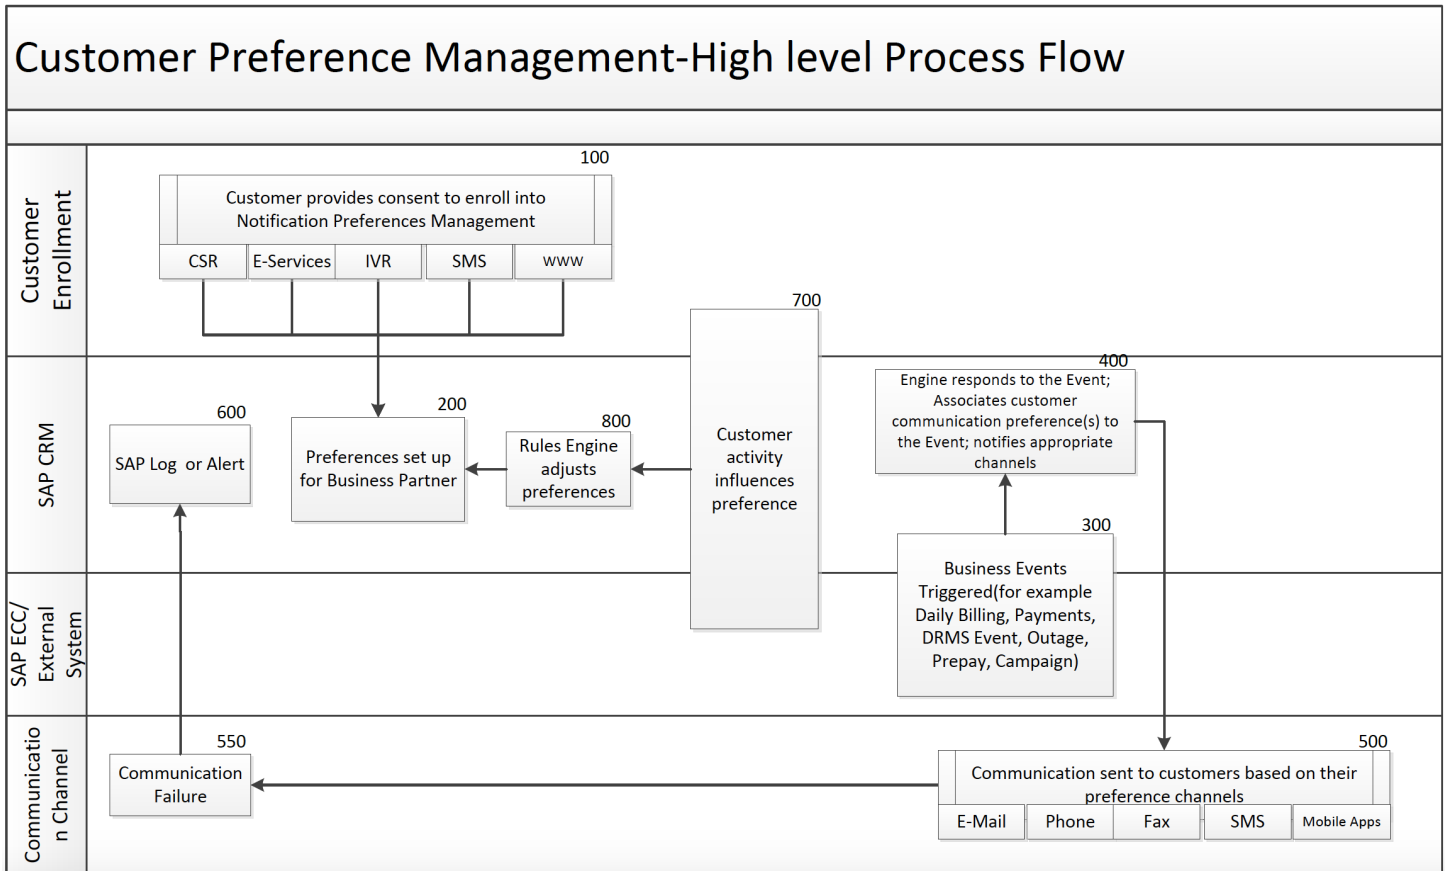 Customer Preference Management-High level Process Flow
Customer
Enrollment
100
Customer provides consent to enroll into
Notification Preferences Management
CSR
E-Services
IVR
SMS
www
700
Customer
activity
influences
preference
SAP CRM
600
SAP Log or Alert
200
Preferences set up
for Business Partner
800
Rules Engine
adjusts
preferences
400
Engine responds to the Event;
Associates customer
communication preference(s) to
the Event; notifies appropriate
channels
300
Business Events
Triggered(for example
Daily Billing, Payments,
DRMS Event, Outage,
Prepay, Campaign)
SAP ECC/
External
System
Communicatio
n Channel
550
Communication
Failure
500
Communication sent to customers based on their
preference channels
E-Mail
Phone
Fax
SMS
Mobile Apps